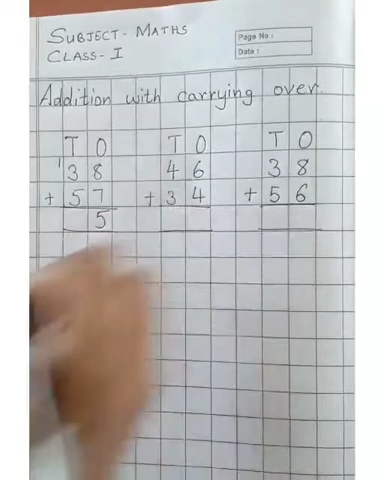 SUBJECT- MATHS
Page No :
CLASS- I
Date :
Addition with carrying over.
T O T O T O
1 3 8 4 6 3 8
+ 5 7 + 3 4 + 5 6
5